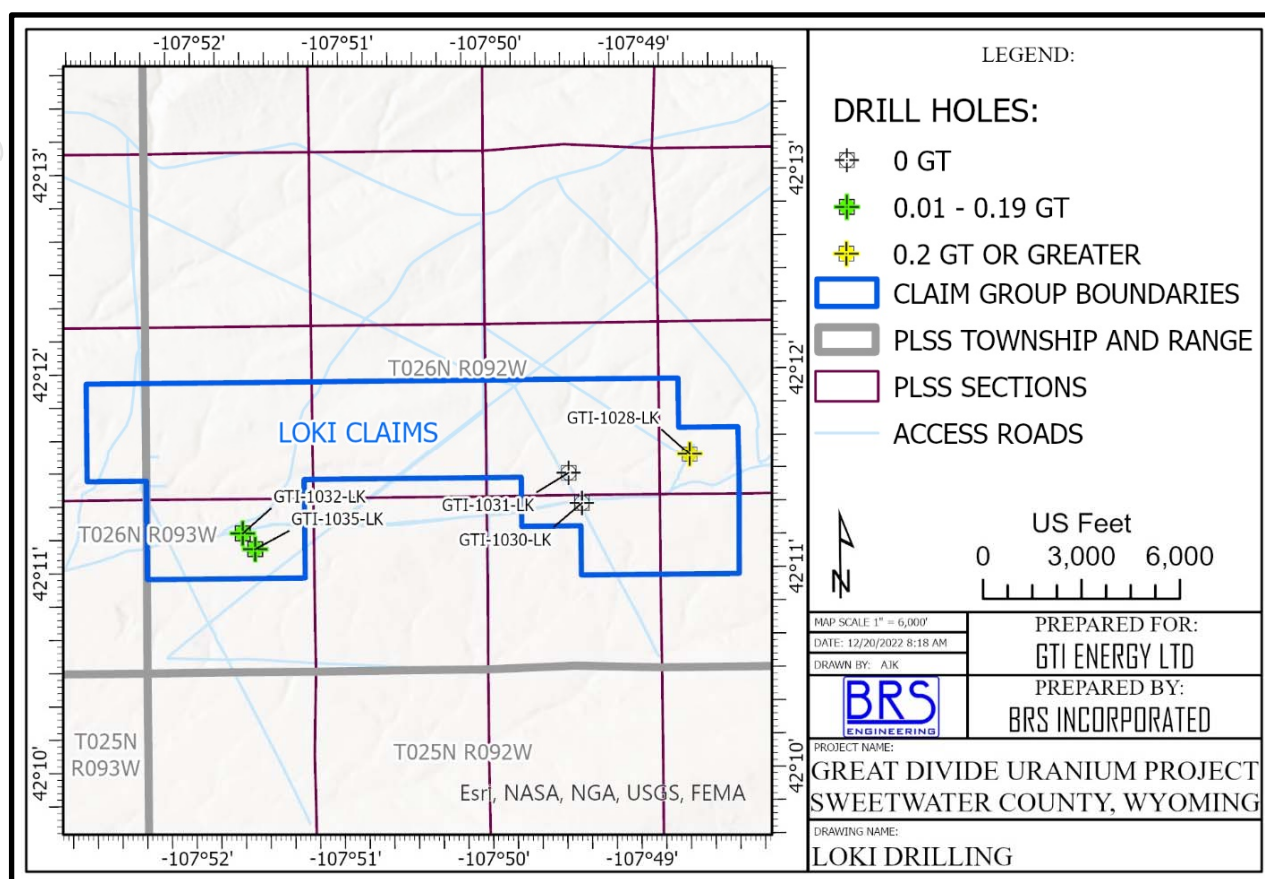 -107°52' -107°51' -107°50' -107°49'
42°13' 42°13'
42°12' 42°12'
T026N R092W
GTI-1028-LK
LOKI CLAIMS
GTI-1032-LK
GTI-1031-LK
GTI-1035-LK
T026N R093W
GTI-1030-LK
42°11' 42°11'
T025N
R093W
T025N R092W
42°10' 42°10'
Esri, NASA, NGA, USGS, FEMA
-107°52' -107°51' -107°50' -107°49'
LEGEND:
DRILL HOLES:
0 GT
0.01 - 0.19 GT
0.2 GT OR GREATER
CLAIM GROUP BOUNDARIES
PLSS TOWNSHIP AND RANGE
PLSS SECTIONS
ACCESS ROADS
N
US Feet
0 3,000 6,000
MAP SCALE 1" = 6,000'
DATE: 12/20/2022 8:18 AM
DRAWN BY: AJK
PREPARED FOR:
GTI ENERGY LTD
BRS
ENGINEERING
PREPARED BY:
BRS INCORPORATED
PROJECT NAME:
GREAT DIVIDE URANIUM PROJECT
SWEETWATER COUNTY, WYOMING
DRAWING NAME:
LOKI DRILLING